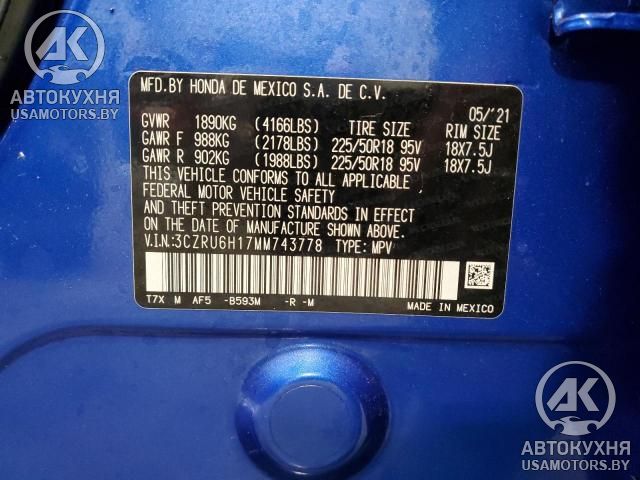 AK
АВТОКУХНЯ
USAMOTORS.BY
MFD.BY HONDA DE MEXICO S.A. DE C.V.
05/'21
GVWR 1890KG (4166LBS) TIRE SIZE RIM SIZE
GAWR F 988KG (2178LBS) 225/50R18 95V 18X7.5J
GAWR R 902KG (1988LBS) 225/50R18 95V 18X7.5J
THIS VEHICLE CONFORMS TO ALL APPLICABLE
FEDERAL MOTOR VEHICLE SAFETY
AND THEFT PREVENTION STANDARDS IN EFFECT
ON THE DATE OF MANUFACTURE SHOWN ABOVE.
V.I.N:3CZRU6H17MM743778 TYPE: MPV
T7X M AF5 -B593M -R -M
MADE IN MEXICO
AK
АВТОКУХНЯ
USAMOTORS.BY